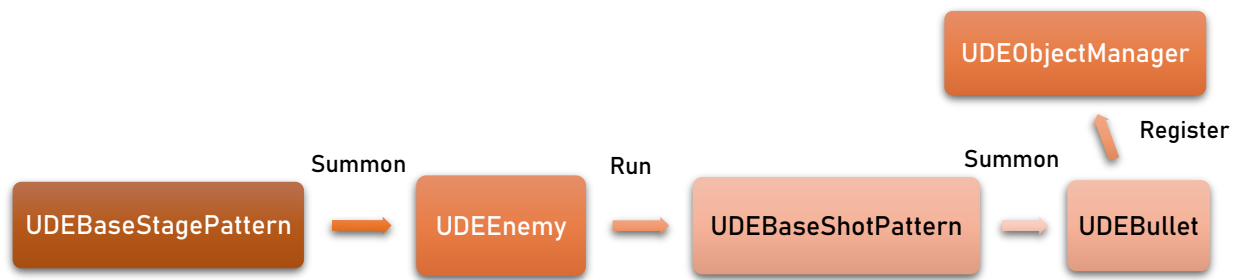 UDEObjectManager
Register
Summon
Run
Summon
UDEBaseStagePattern
UDEEnemy
UDEBaseShotPattern
UDEBullet